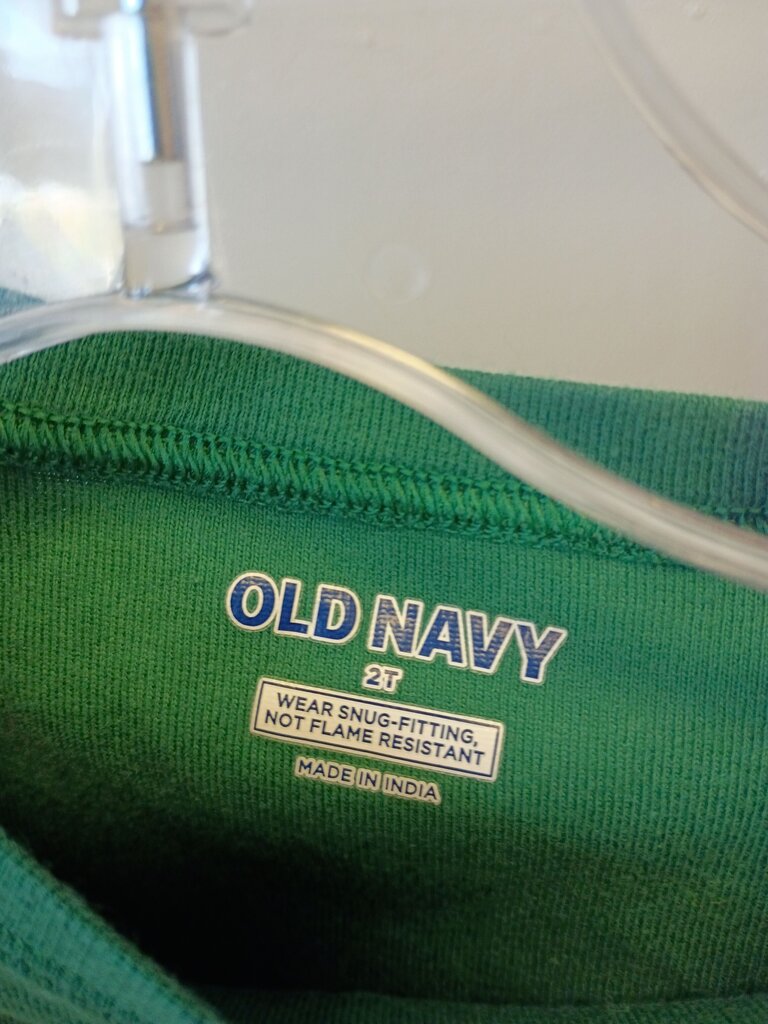 OLD NAVY
2T
WEAR SNUG-FITTING,
NOT FLAME RESISTANT
MADE IN INDIA